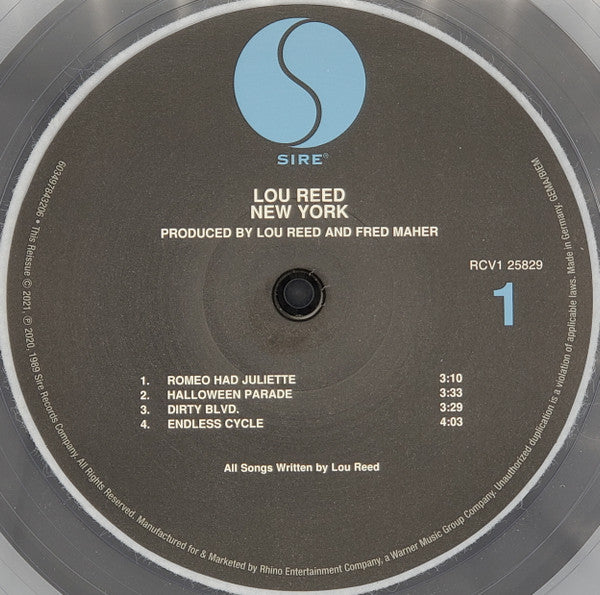 SIRE®
LOU REED
NEW YORK
PRODUCED BY LOU REED AND FRED MAHER
RCV1 25829
1
1. ROMEO HAD JULIETTE 3:10
2. HALLOWEEN PARADE 3:33
3. DIRTY BLVD. 3:29
4. ENDLESS CYCLE 4:03
All Songs Written by Lou Reed
603497843206 • This Reissue © 2021, ℗ 2020, 1989 Sire Records Company. All Rights Reserved. Manufactured for & Marketed by Rhino Entertainment Company, a Warner Music Group Company. Unauthorized duplication is a violation of applicable laws. Made in Germany. GEMA/BIEM